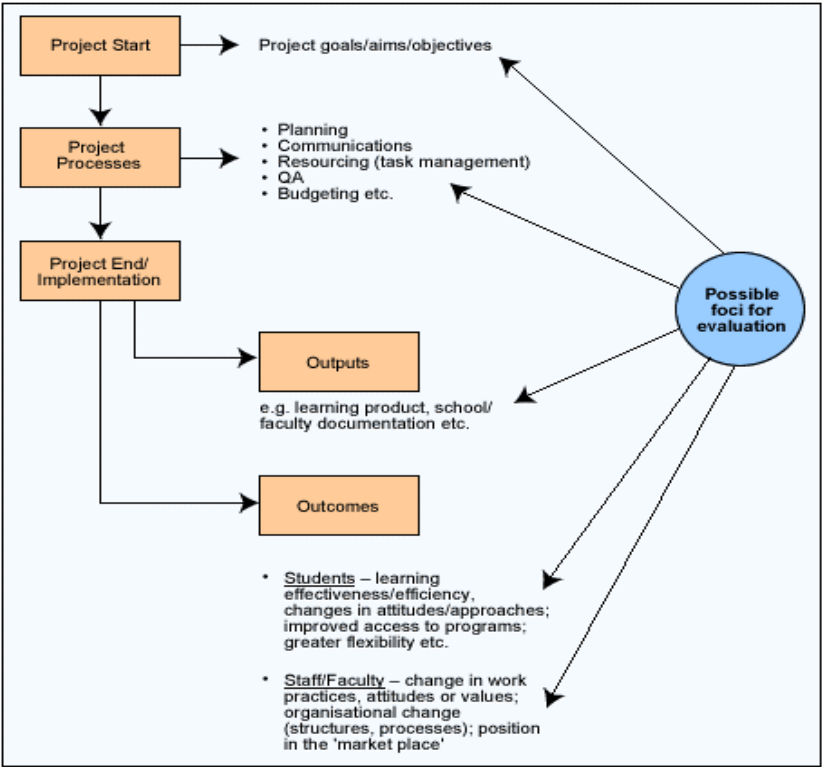 Project Start
Project goals/aims/objectives
Project
Processes
• Planning
• Communications
• Resourcing (task management)
• QA
• Budgeting etc.
Project End/
Implementation
Possible
foci for
evaluation
Outputs
e.g. learning product, school/
faculty documentation etc.
Outcomes
• Students – learning
effectiveness/efficiency,
changes in attitudes/approaches;
improved access to programs;
greater flexibility etc.
• Staff/Faculty – change in work
practices, attitudes or values;
organisational change
(structures, processes); position
in the 'market place'